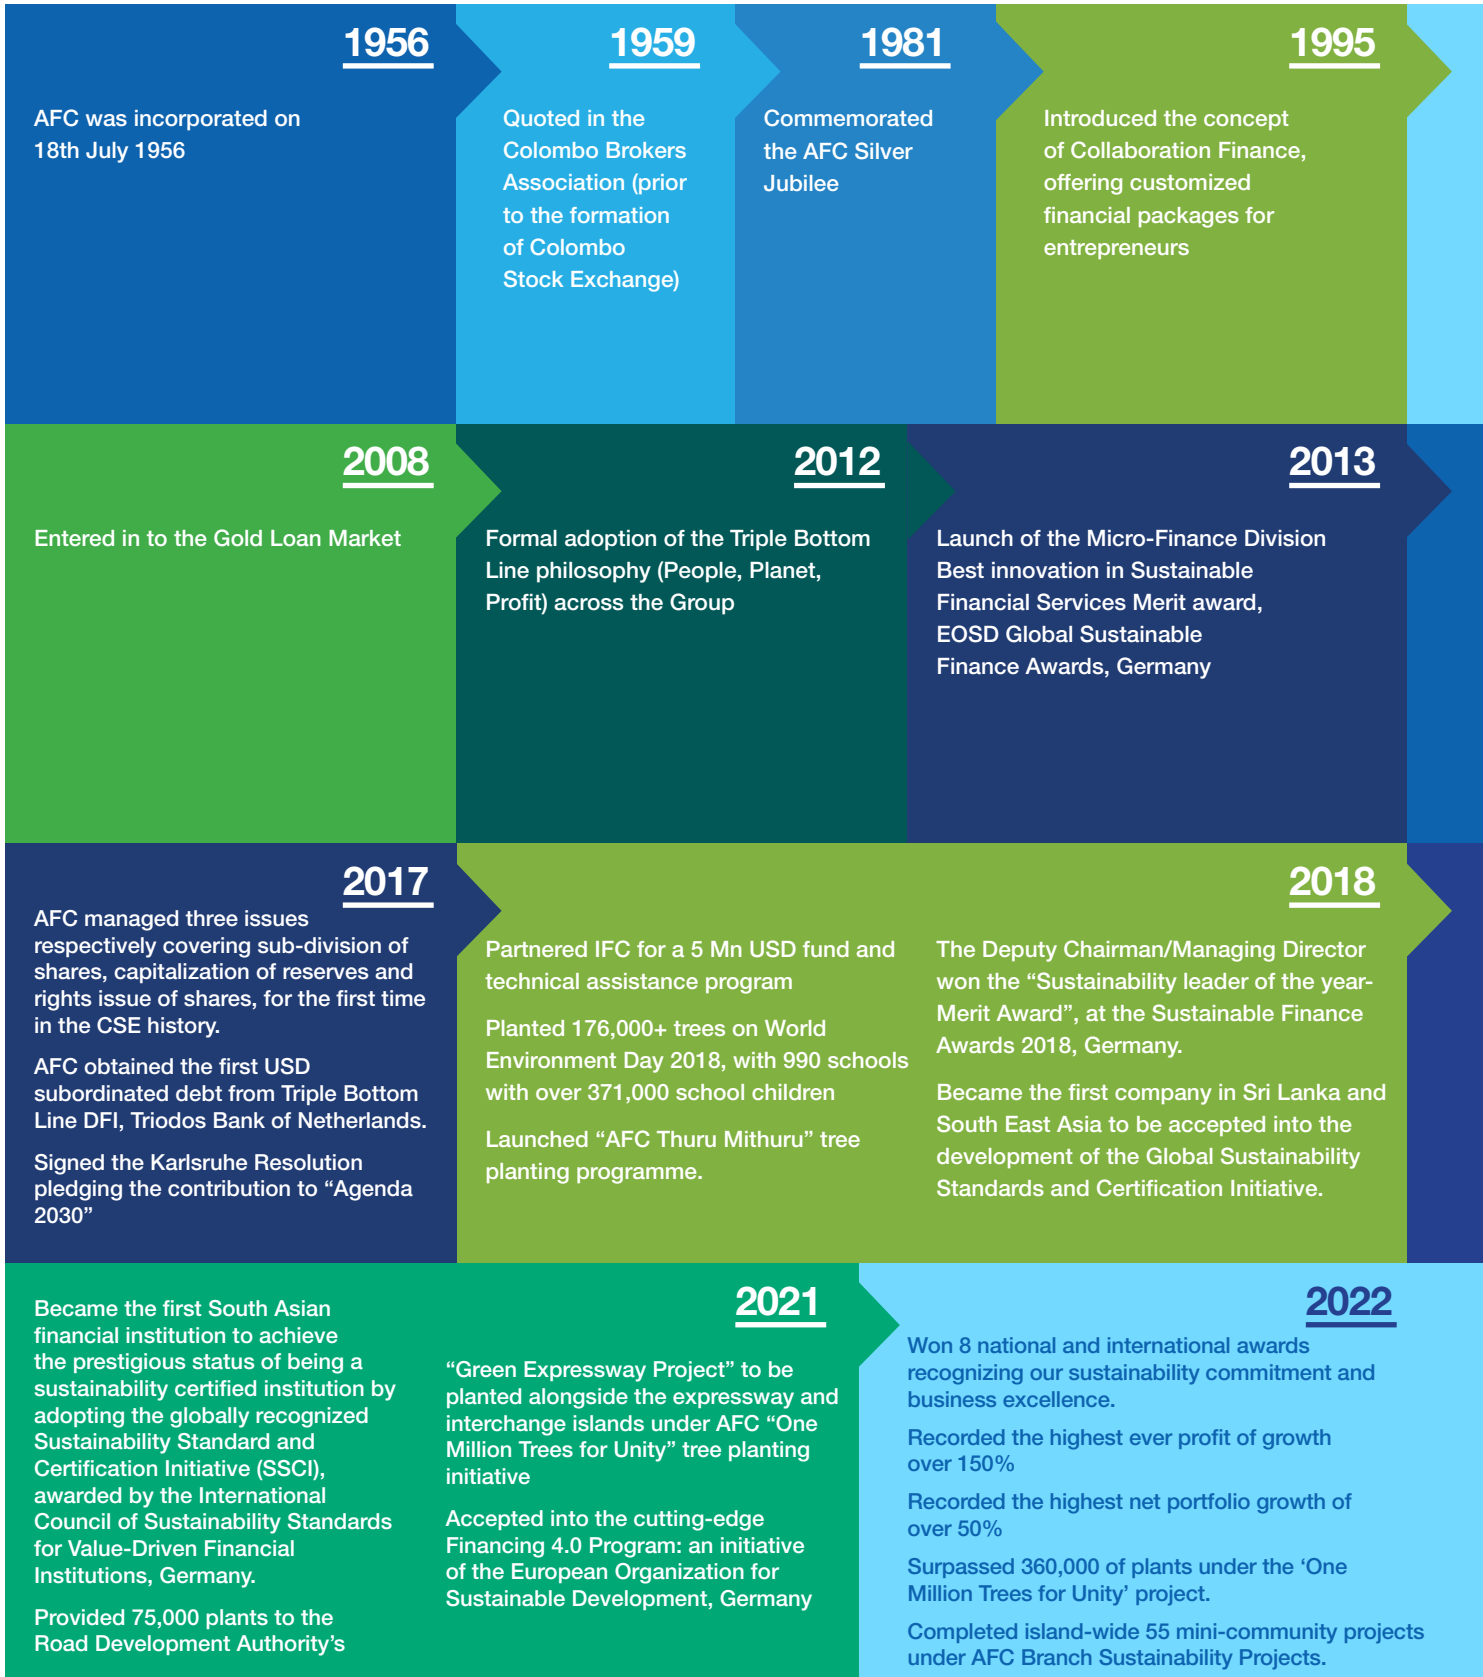 1956
AFC was incorporated on
18th July 1956
1959
Quoted in the
Colombo Brokers
Association (prior
to the formation
of Colombo
Stock Exchange)
1981
Commemorated
the AFC Silver
Jubilee
1995
Introduced the concept
of Collaboration Finance,
offering customized
financial packages for
entrepreneurs
2008
Entered in to the Gold Loan Market
2012
Formal adoption of the Triple Bottom
Line philosophy (People, Planet,
Profit) across the Group
2013
Launch of the Micro-Finance Division
Best innovation in Sustainable
Financial Services Merit award,
EOSD Global Sustainable
Finance Awards, Germany
2017
AFC managed three issues
respectively covering sub-division of
shares, capitalization of reserves and
rights issue of shares, for the first time
in the CSE history.
AFC obtained the first USD
subordinated debt from Triple Bottom
Line DFI, Triodos Bank of Netherlands.
Signed the Karlsruhe Resolution
pledging the contribution to “Agenda
2030”
2018
Partnered IFC for a 5 Mn USD fund and
technical assistance program
Planted 176,000+ trees on World
Environment Day 2018, with 990 schools
with over 371,000 school children
Launched “AFC Thuru Mithuru” tree
planting programme.
The Deputy Chairman/Managing Director
won the “Sustainability leader of the year-
Merit Award”, at the Sustainable Finance
Awards 2018, Germany.
Became the first company in Sri Lanka and
South East Asia to be accepted into the
development of the Global Sustainability
Standards and Certification Initiative.
2021
Became the first South Asian
financial institution to achieve
the prestigious status of being a
sustainability certified institution by
adopting the globally recognized
Sustainability Standard and
Certification Initiative (SSCI),
awarded by the International
Council of Sustainability Standards
for Value-Driven Financial
Institutions, Germany.
Provided 75,000 plants to the
Road Development Authority’s
“Green Expressway Project” to be
planted alongside the expressway and
interchange islands under AFC “One
Million Trees for Unity” tree planting
initiative
Accepted into the cutting-edge
Financing 4.0 Program: an initiative
of the European Organization for
Sustainable Development, Germany
2022
Won 8 national and international awards
recognizing our sustainability commitment and
business excellence.
Recorded the highest ever profit of growth
over 150%
Recorded the highest net portfolio growth of
over 50%
Surpassed 360,000 of plants under the ‘One
Million Trees for Unity’ project.
Completed island-wide 55 mini-community projects
under AFC Branch Sustainability Projects.